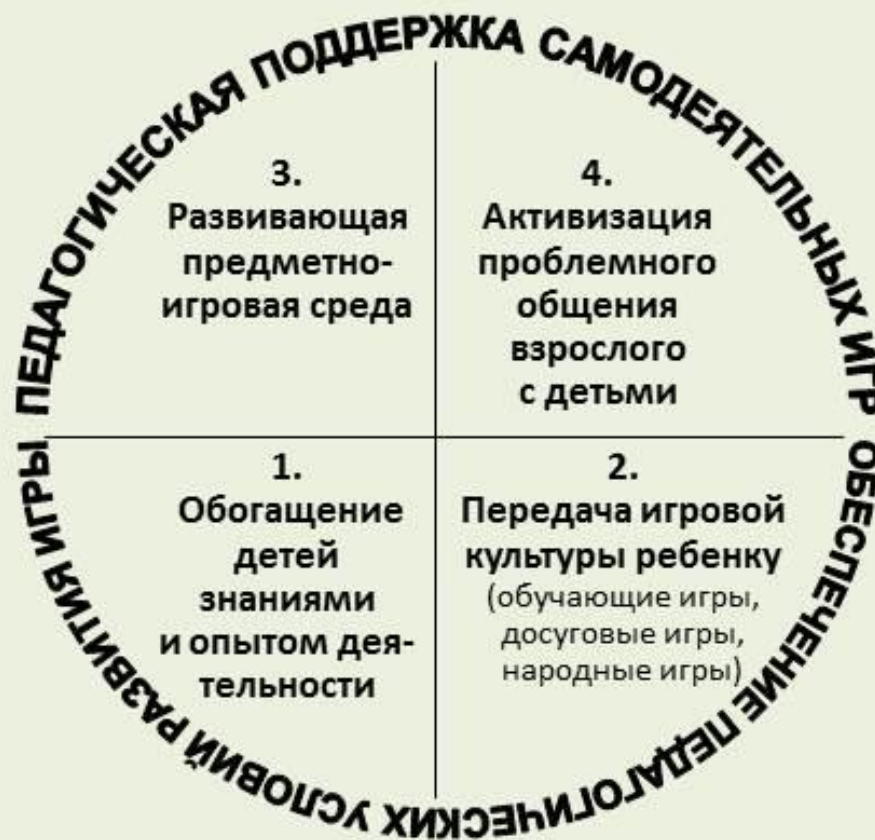 ПЕДАГОГИЧЕСКАЯ ПОДДЕРЖКА САМОДЕЯТЕЛЬНЫХ ИГР
3.
Развивающая
предметно-
игровая среда
4.
Активизация
проблемного
общения
взрослого
с детьми
1.
Обогащение
детей
знаниями
и опытом дея-
тельности
2.
Передача игровой
культуры ребенку
(обучающие игры,
досуговые игры,
народные игры)
ОБЕСПЕЧЕНИЕ ПЕДАГОГИЧЕСКИХ УСЛОВИЙ РАЗВИТИЯ ИГРЫ